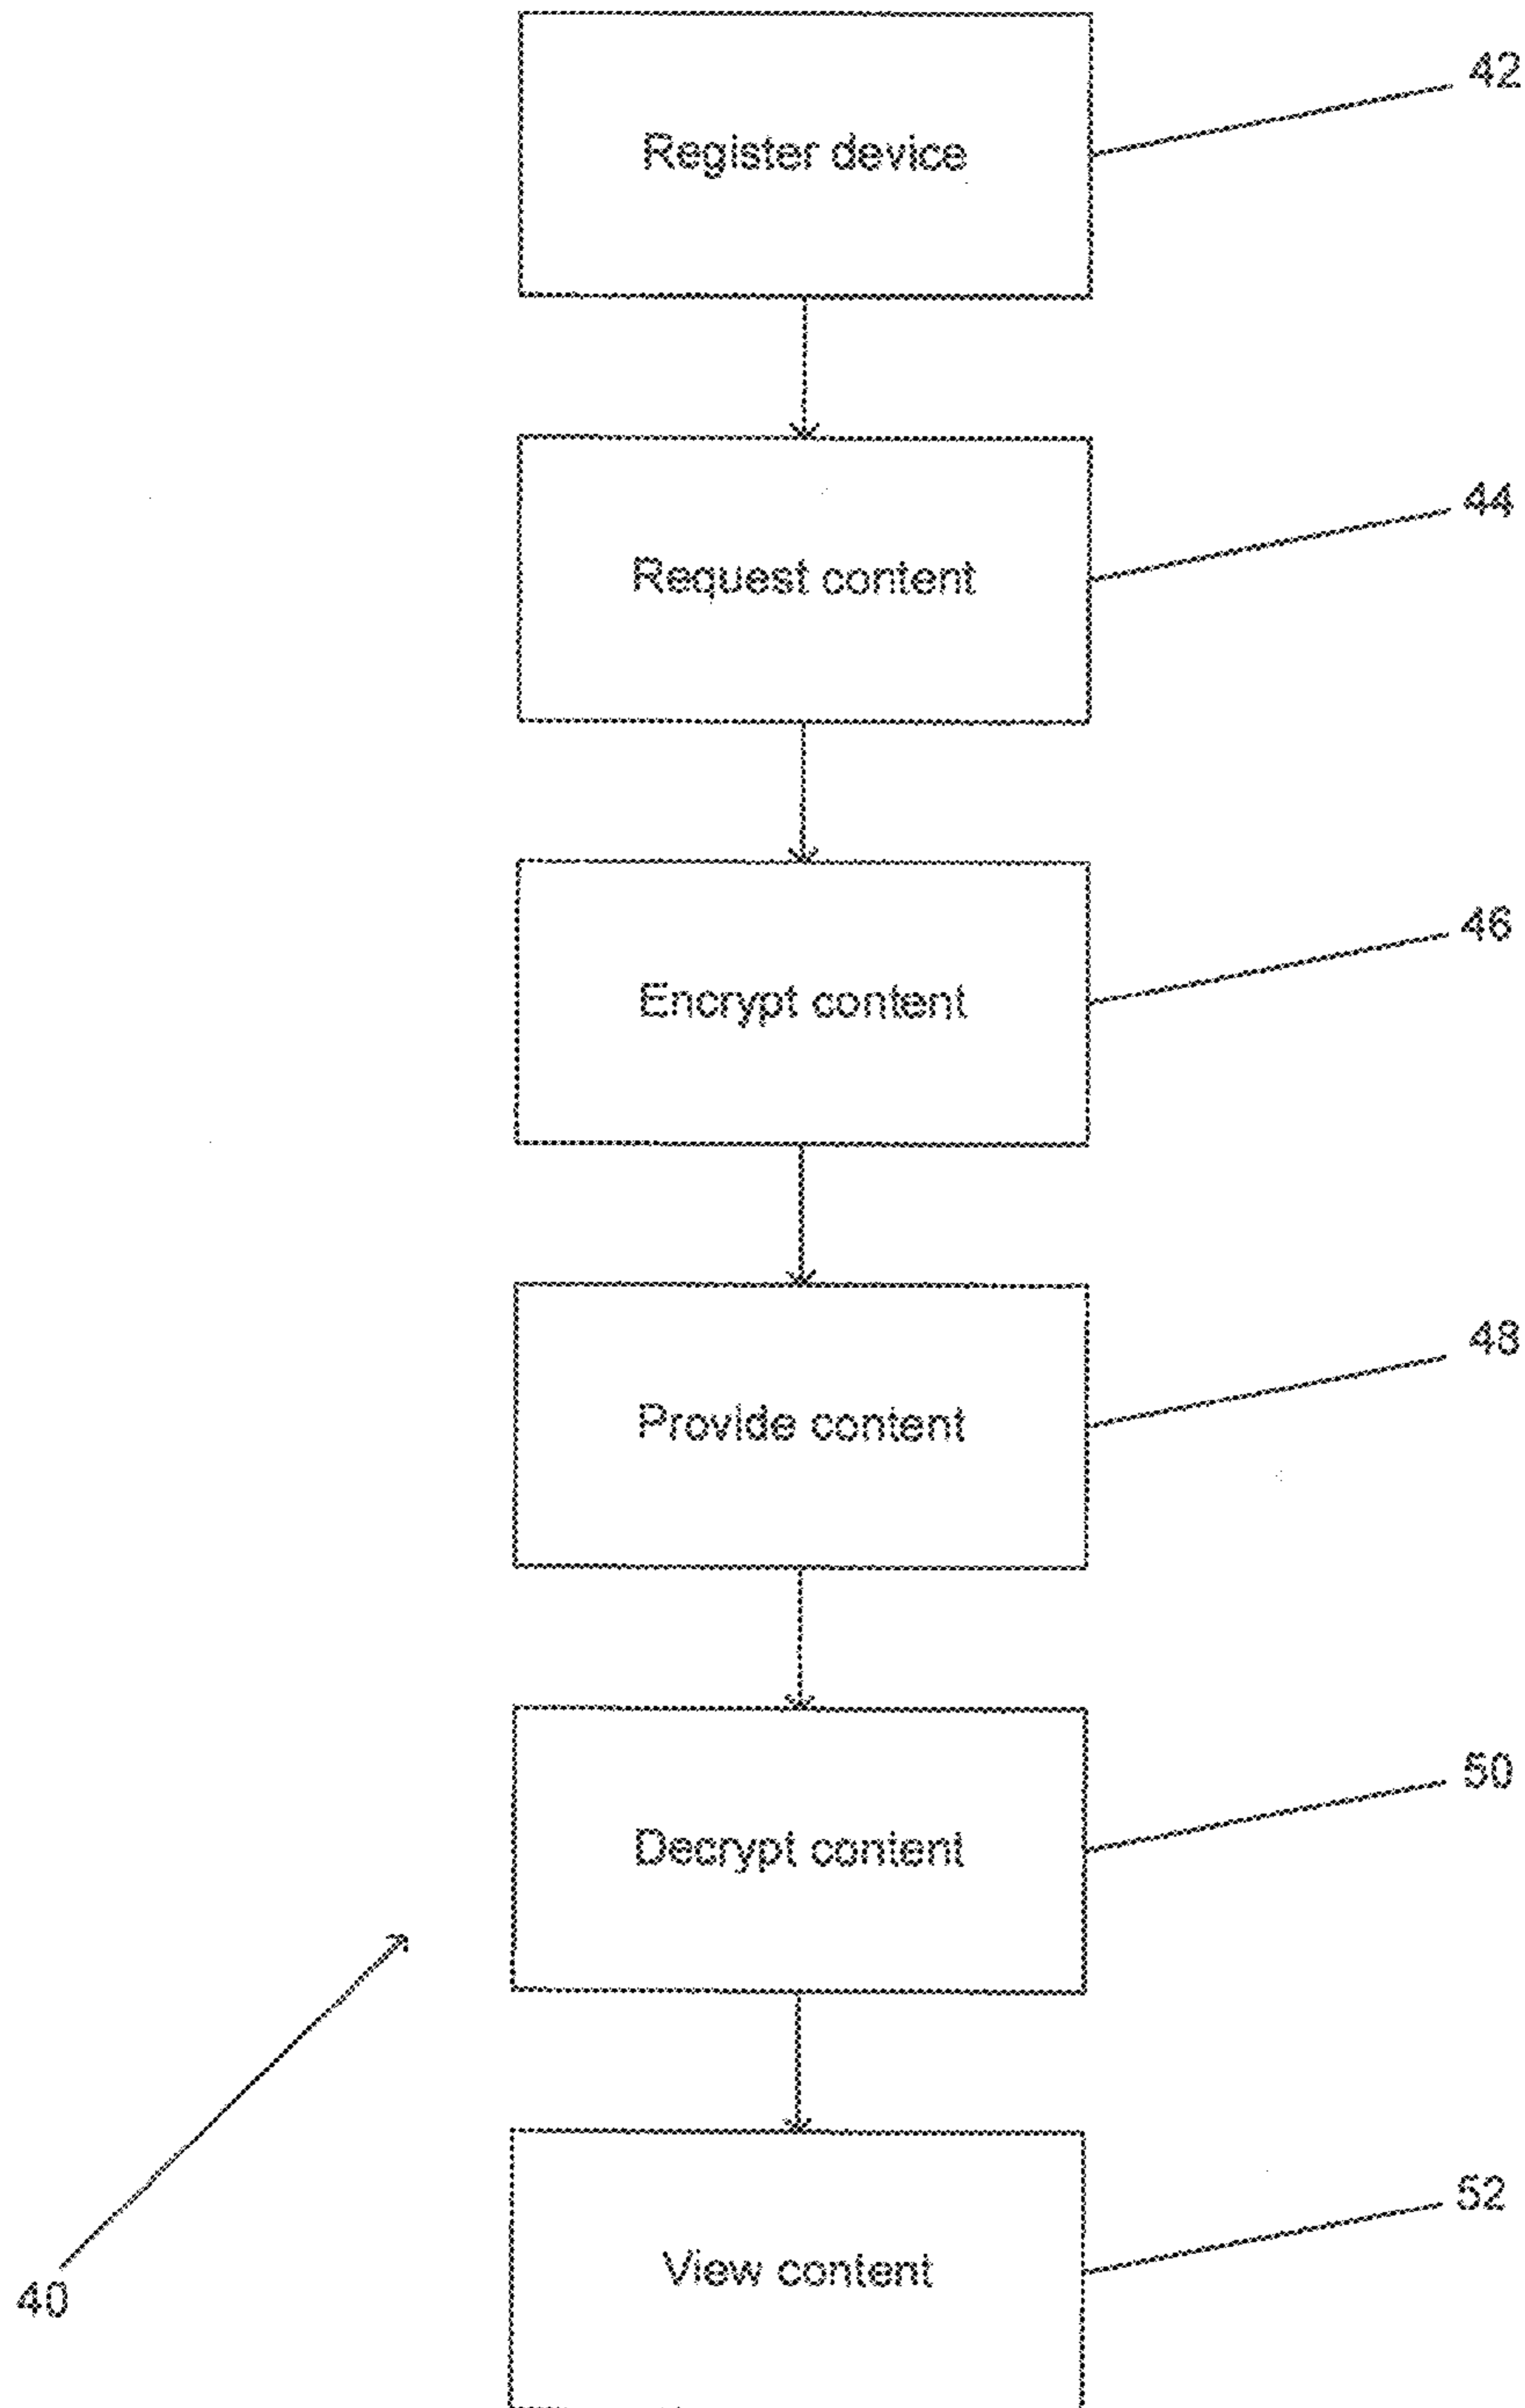 42
Register device
44
Request content
46
Encrypt content
48
Provide content
50
Decrypt content
52
View content
40